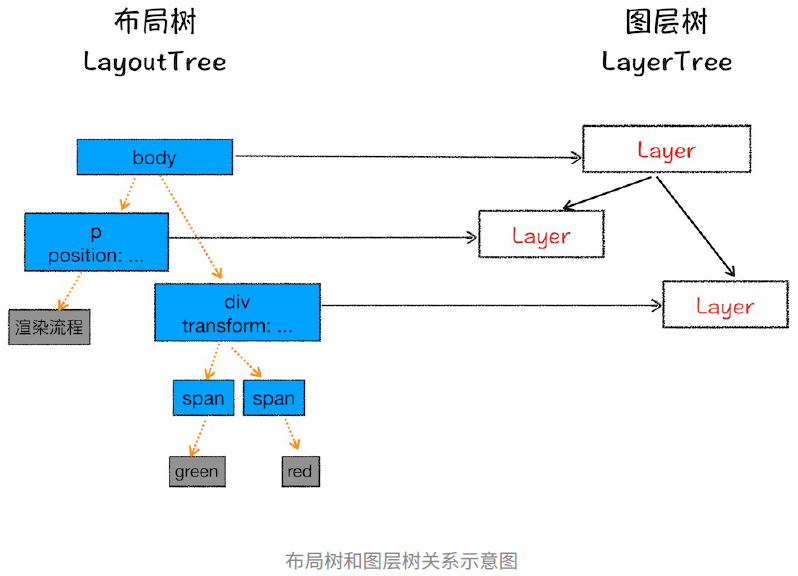 布局树
LayoutTree
图层树
LayerTree
body
Layer
p
position: ...
Layer
div
transform: ...
Layer
渲染流程
span
span
green
red
布局树和图层树关系示意图